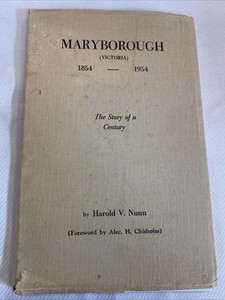 MARYBOROUGH
(VICTORIA)
1854 — 1954
The Story of a
Century
by Harold V. Nunn
(Foreword by Alec. H. Chisholm)